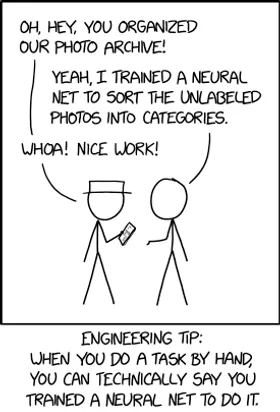 OH, HEY, YOU ORGANIZED
OUR PHOTO ARCHIVE!
YEAH, I TRAINED A NEURAL
NET TO SORT THE UNLABELED
PHOTOS INTO CATEGORIES.
WHOA! NICE WORK!
ENGINEERING TIP:
WHEN YOU DO A TASK BY HAND,
YOU CAN TECHNICALLY SAY YOU
TRAINED A NEURAL NET TO DO IT.